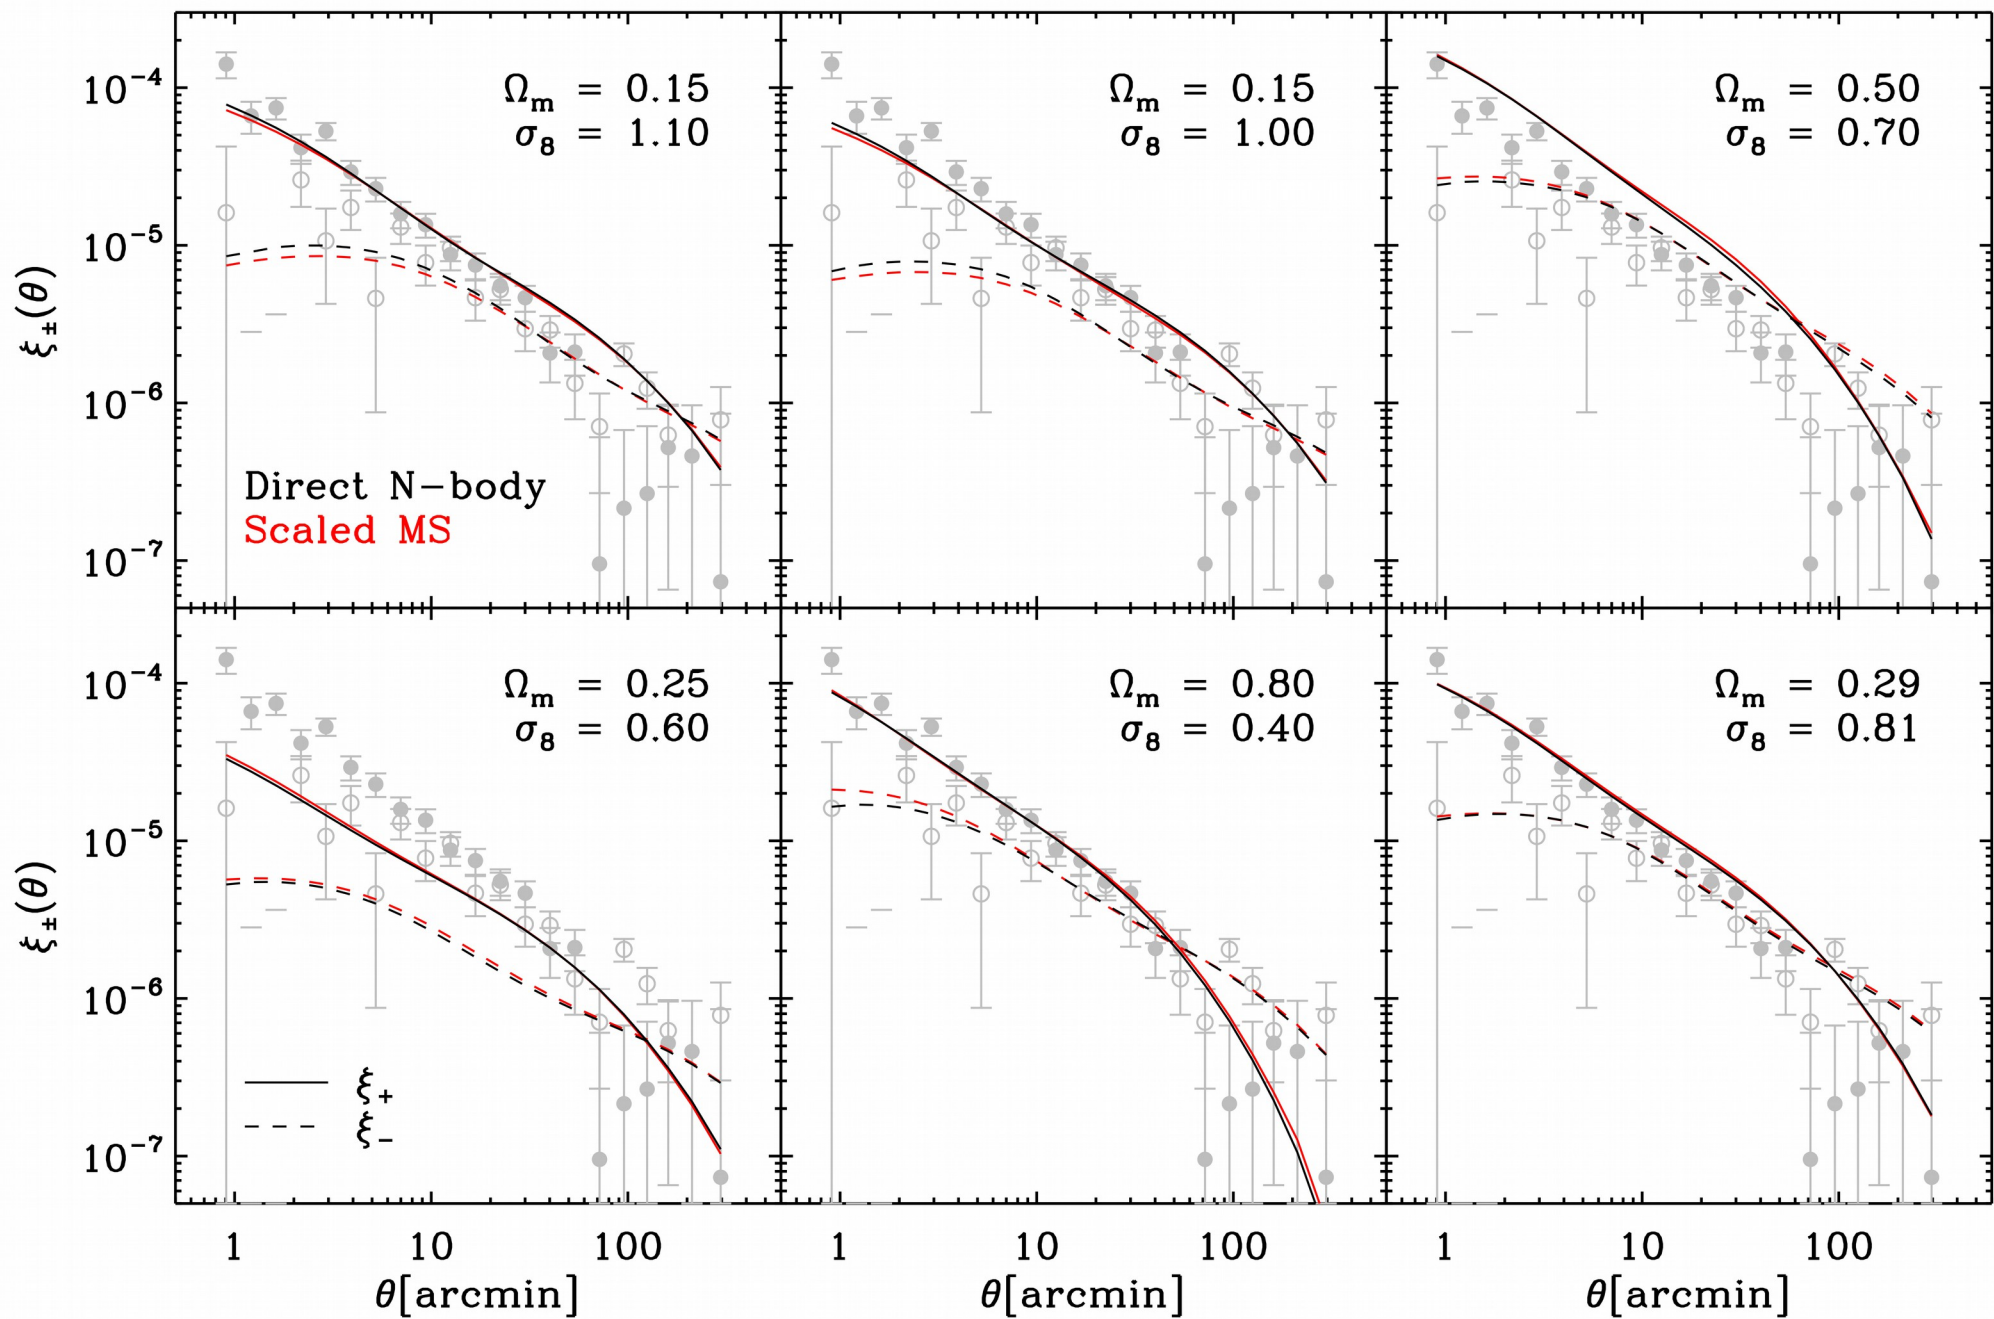 Ωm = 0.15
σ8 = 1.10
Ωm = 0.15
σ8 = 1.00
Ωm = 0.50
σ8 = 0.70
10−4
10−5
10−6
10−7
ξ±(θ)
Direct N−body
Scaled MS
Ωm = 0.25
σ8 = 0.60
Ωm = 0.80
σ8 = 0.40
Ωm = 0.29
σ8 = 0.81
10−4
10−5
10−6
10−7
ξ±(θ)
ξ+
ξ−
1 10 100
1 10 100
1 10 100
θ[arcmin]
θ[arcmin]
θ[arcmin]